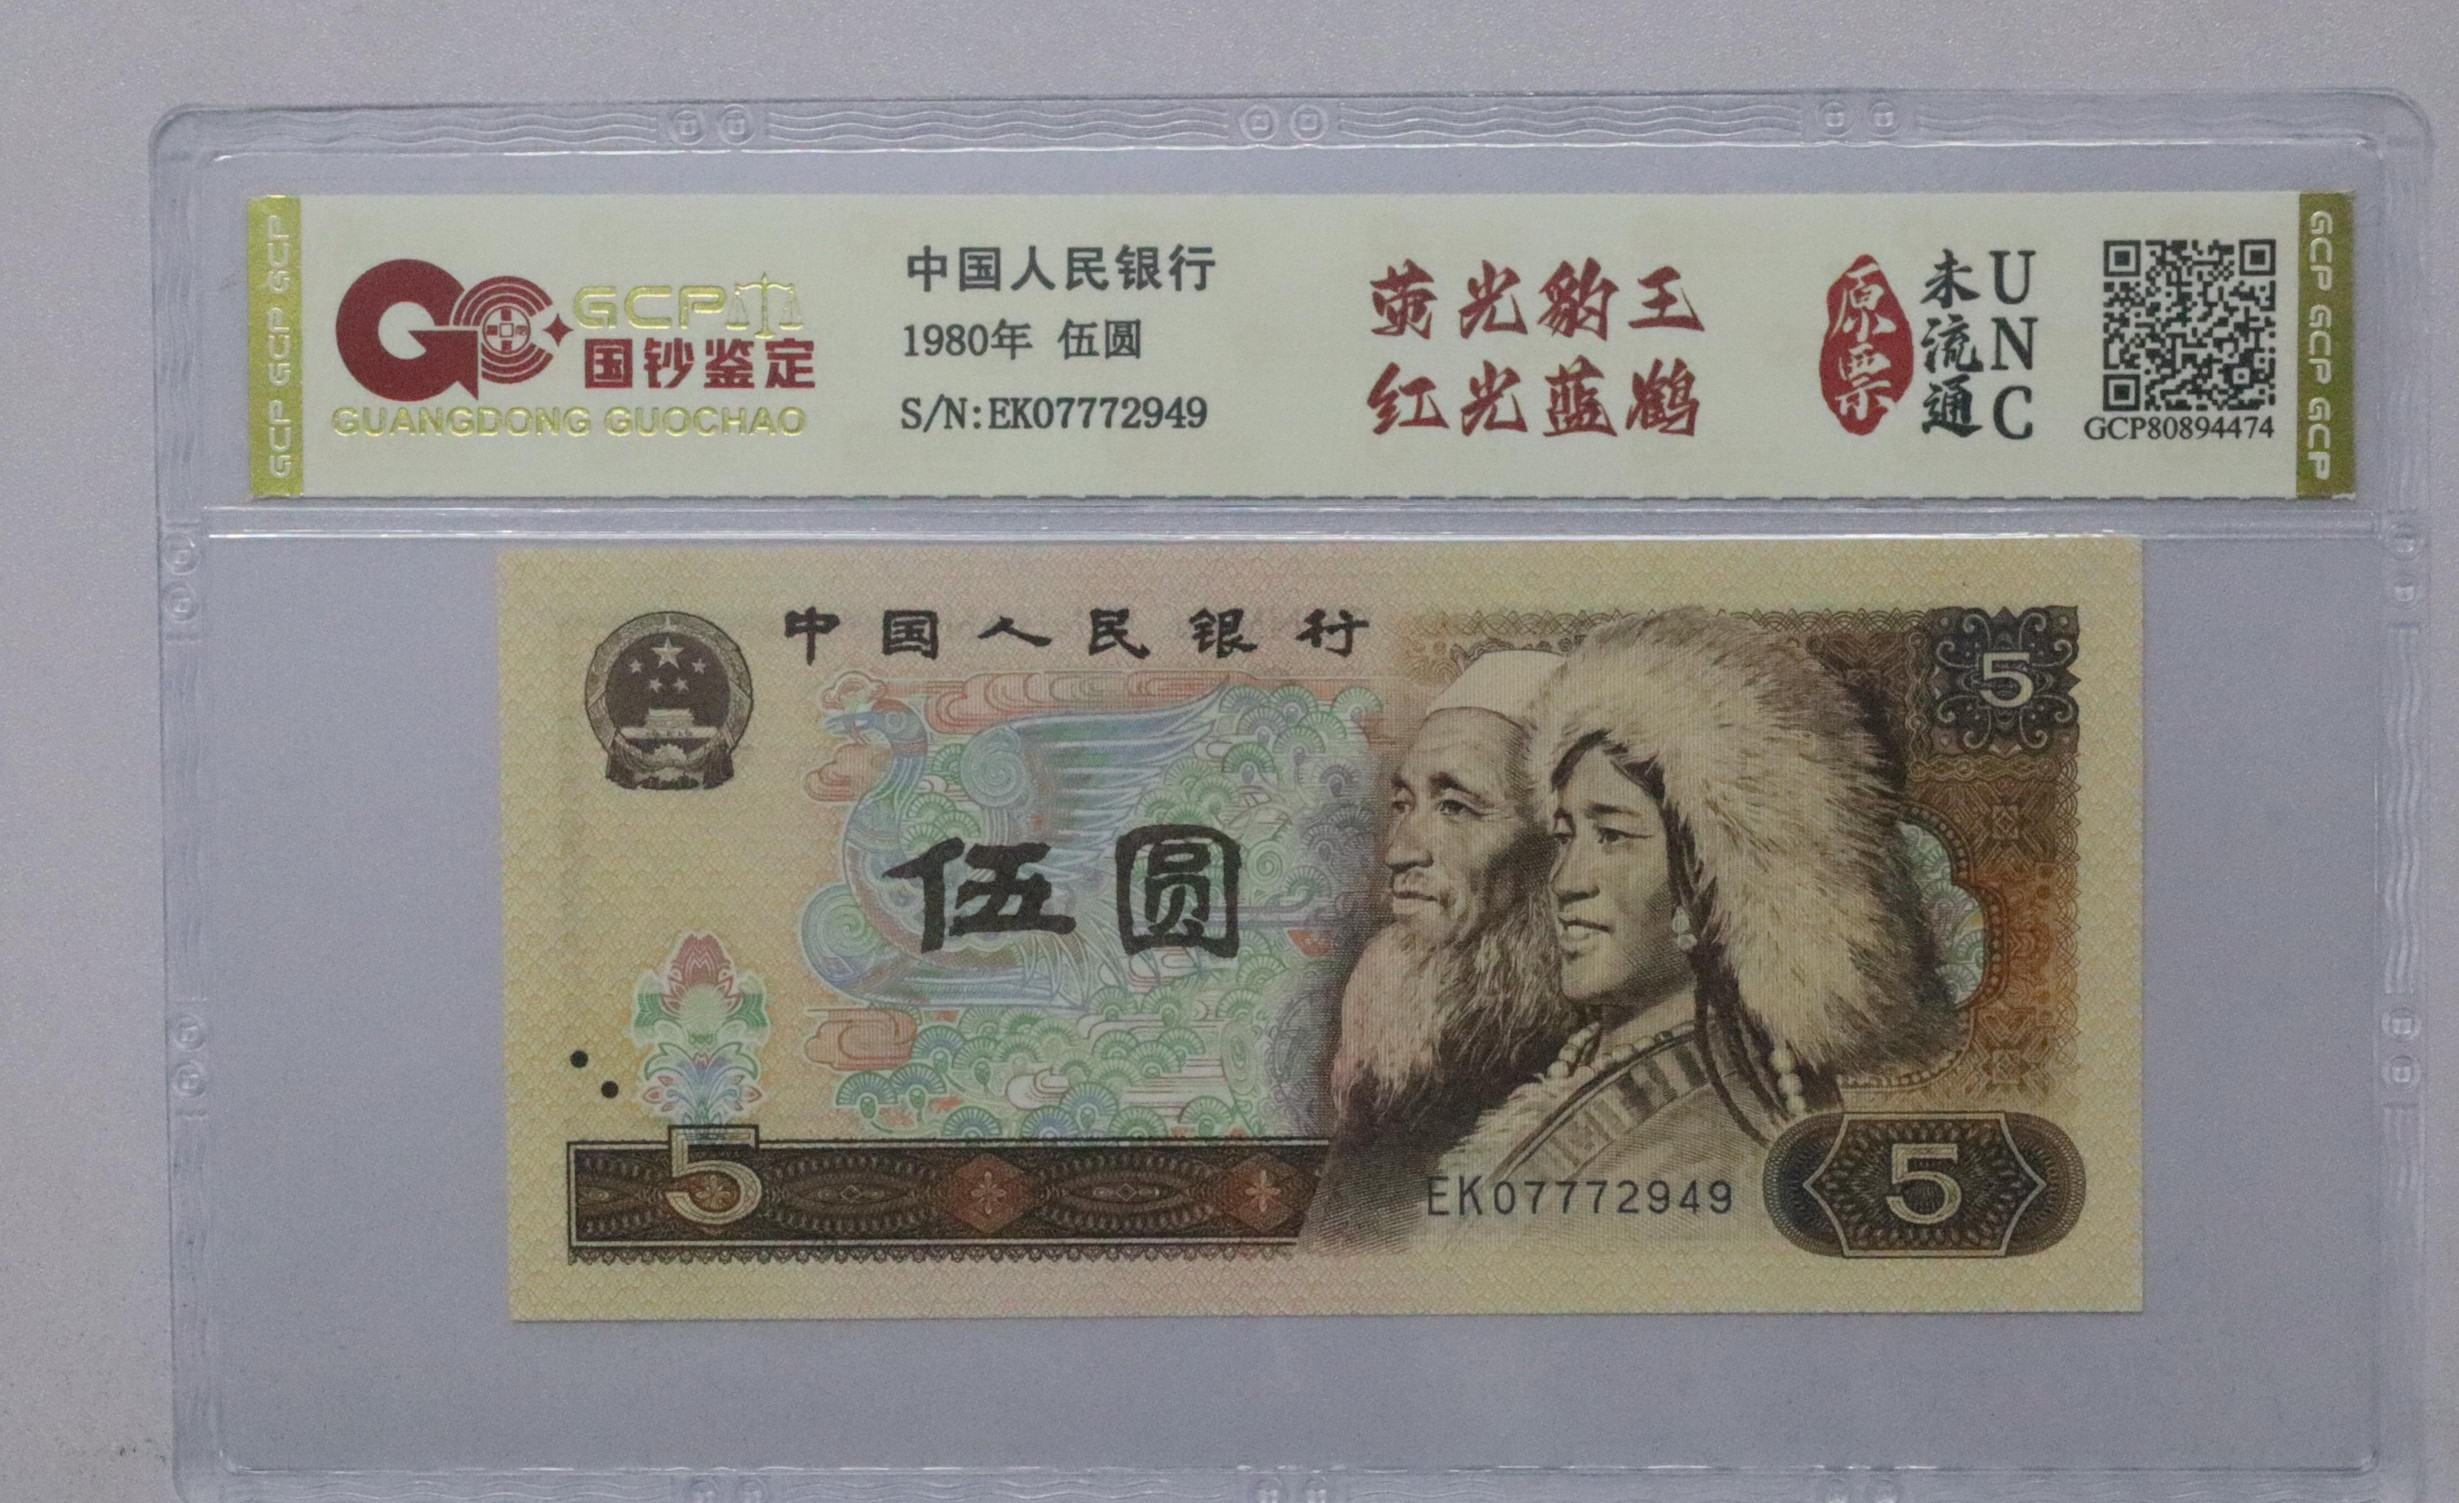 GCP GCP GCP
GCP
国钞鉴定
GUANGDONG GUOCHAO
中国人民银行
1980年 伍圆
S/N:EK07772949
荧光豹王
红光蓝鹤
原票
未流通
UNC
GCP80894474
GCP GCP GCP
中国人民银行
5
伍圆
5
EK07772949
5